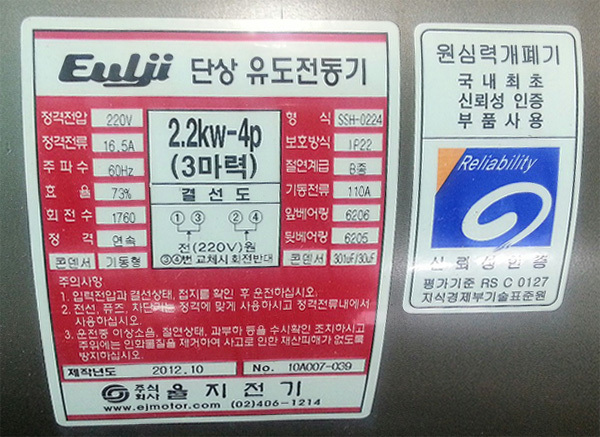 Eulji 단상 유도전동기
정격전압 220V
정격전류 16.5A
주파수 60Hz
효율 73%
회전수 1760
정격 연속
콘덴서 기동형
2.2kw-4p
(3마력)
결선도
① ③ ② ④
전(220V)원
③④번 교체시 회전반대
형식 SSH-0224
보호방식 IP22
절연계급 B종
기동전류 110A
앞베어링 6206
뒷베어링 6205
콘덴서 300uF/30uF
주의사항
1. 입력전압과 결선상태, 접지를 확인 후 운전하십시오.
2. 전선, 퓨즈, 차단기는 정격에 맞게 사용하시고 정격전류내에서
사용하십시오.
3. 운전중 이상소음, 절연상태, 과부하 등을 수시확인 조치하시고
주위에는 인화물질을 제거하여 사고로 인한 재산피해가 없도록
방지하십시오.
제작년도 2012.10 No. 10A007-039
주식회사 을지전기
www.ejmotor.com (02)406-1214
원심력개폐기
국내최초
신뢰성 인증
부품사용
Reliability
신뢰성인증
평가기준 RS C 0127
지식경제부기술표준원